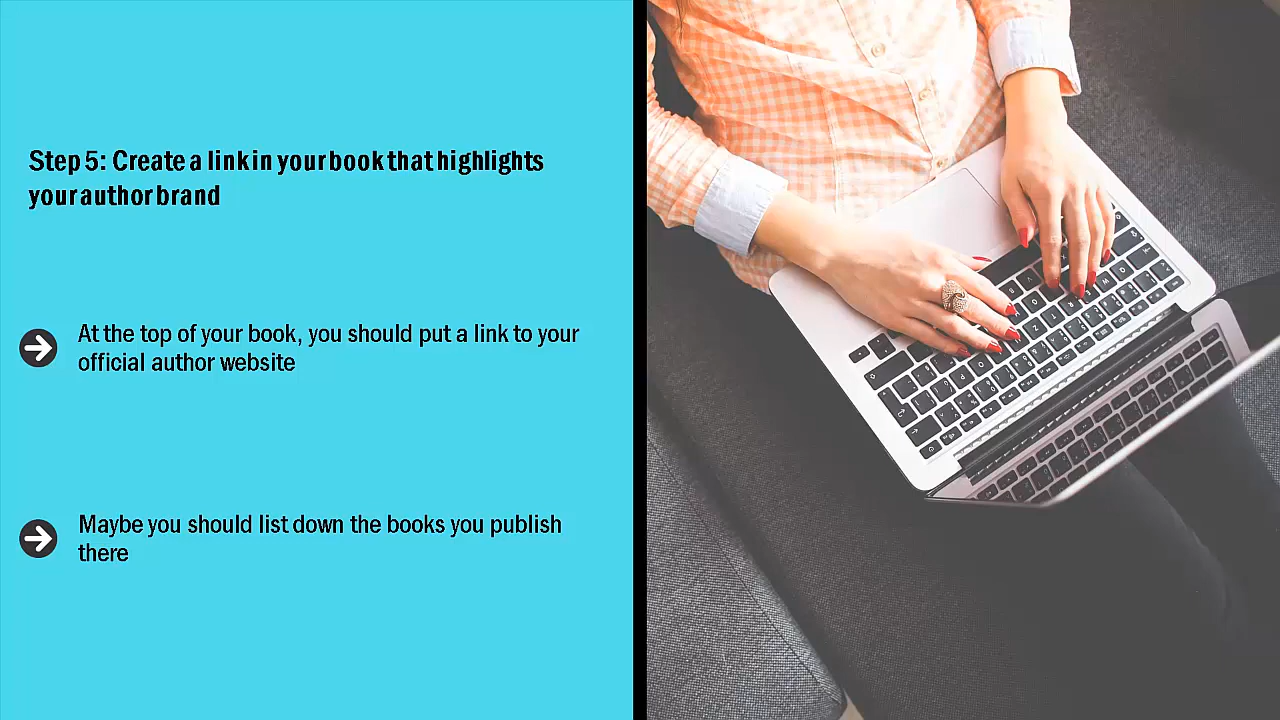 Step 5: Create a link in your book that highlights
your author brand
At the top of your book, you should put a link to your
official author website
Maybe you should list down the books you publish
there